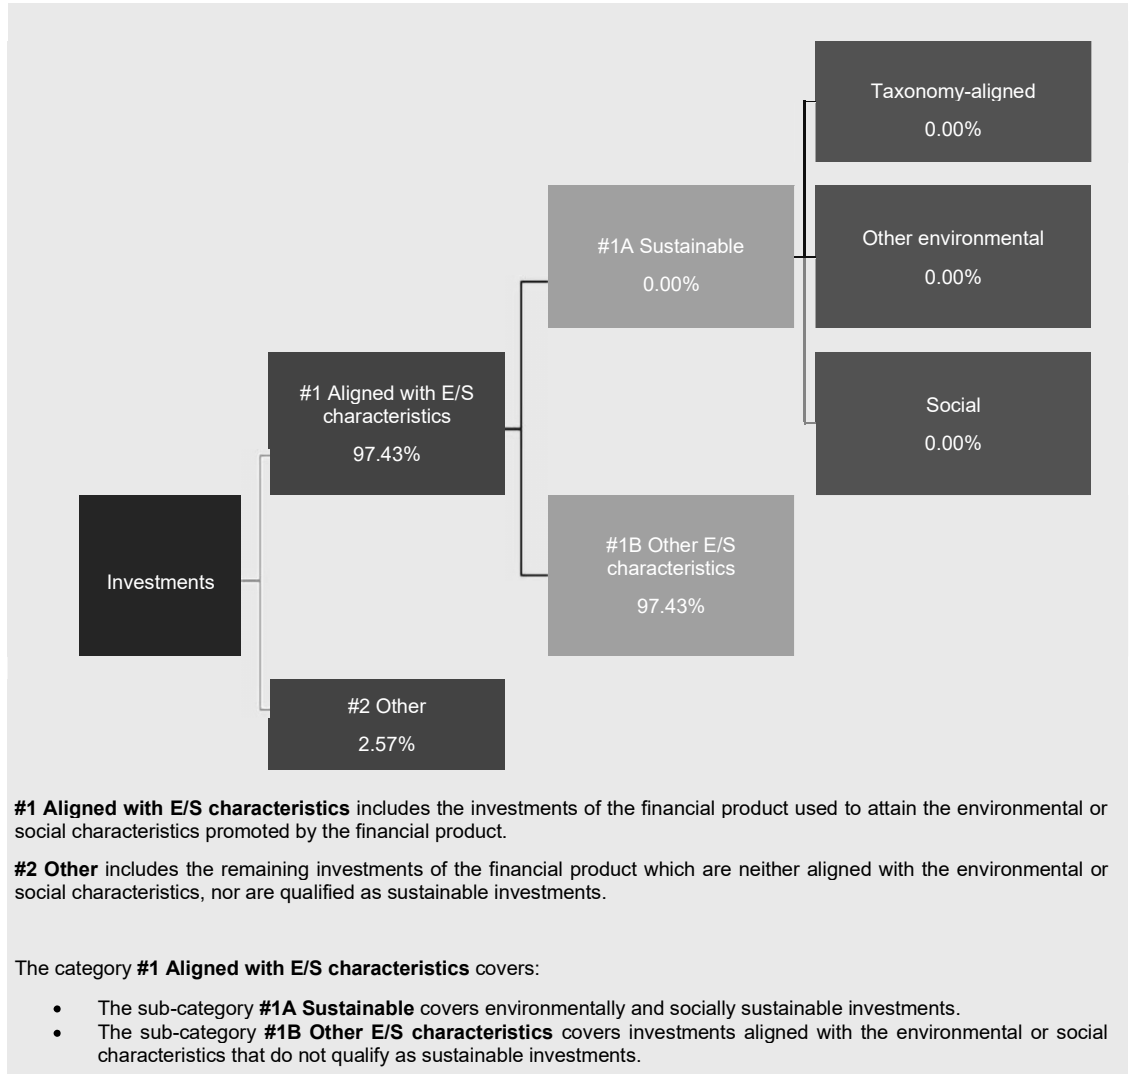 Taxonomy-aligned
0.00%
#1A Sustainable
0.00%
Other environmental
0.00%
#1 Aligned with E/S
characteristics
97.43%
Social
0.00%
Investments
#1B Other E/S
characteristics
97.43%
#2 Other
2.57%
#1 Aligned with E/S characteristics includes the investments of the financial product used to attain the environmental or
social characteristics promoted by the financial product.
#2 Other includes the remaining investments of the financial product which are neither aligned with the environmental or
social characteristics, nor are qualified as sustainable investments.
The category #1 Aligned with E/S characteristics covers:
• The sub-category #1A Sustainable covers environmentally and socially sustainable investments.
• The sub-category #1B Other E/S characteristics covers investments aligned with the environmental or social
characteristics that do not qualify as sustainable investments.